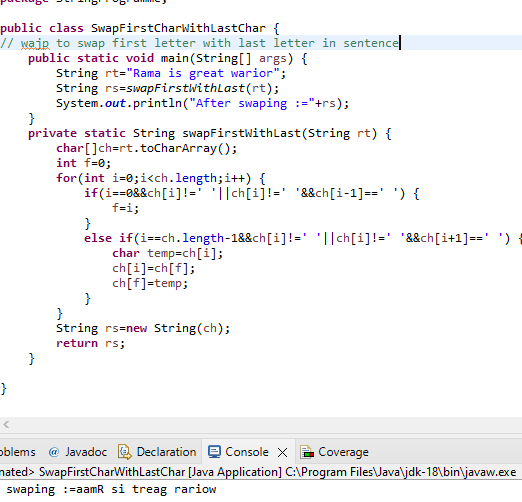 package StringProgramme;
public class SwapFirstCharWithLastChar {
// wajp to swap first letter with last letter in sentence
public static void main(String[] args) {
String rt="Rama is great warior";
String rs=swapFirstWithLast(rt);
System.out.println("After swaping :="+rs);
}
private static String swapFirstWithLast(String rt) {
char[]ch=rt.toCharArray();
int f=0;
for(int i=0;i<ch.length;i++) {
if(i==0&&ch[i]!=' '||ch[i]!=' '&&ch[i-1]==' ') {
f=i;
}
else if(i==ch.length-1&&ch[i]!=' '||ch[i]!=' '&&ch[i+1]==' ') {
char temp=ch[i];
ch[i]=ch[f];
ch[f]=temp;
}
}
String rs=new String(ch);
return rs;
}
}
oblems @ Javadoc Declaration Console Coverage
nated> SwapFirstCharWithLastChar [Java Application] C:\Program Files\Java\jdk-18\bin\javaw.exe
swaping :=aamR si treag rariow